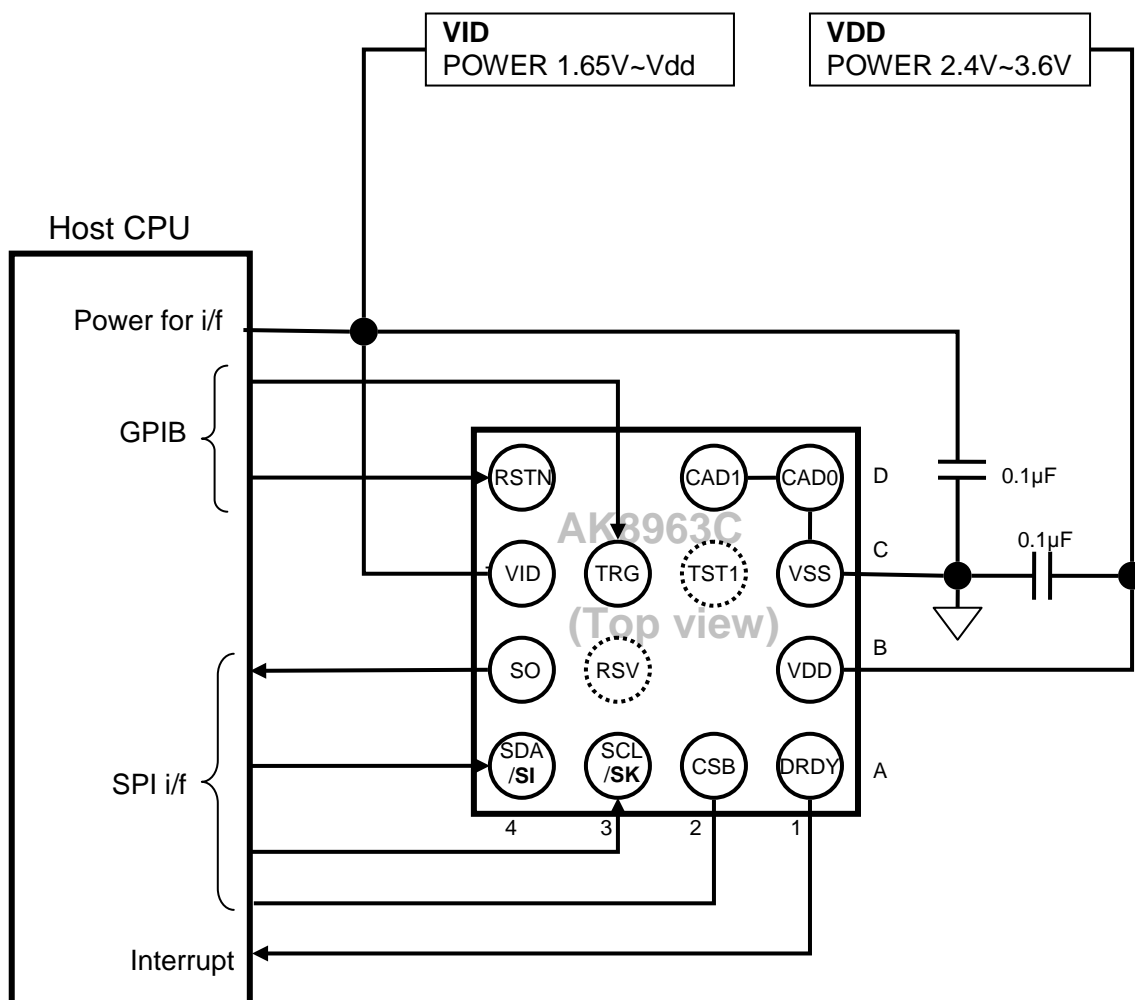 VID
POWER 1.65V~Vdd
VDD
POWER 2.4V~3.6V
Host CPU
Power for i/f
GPIB
RSTN
CAD1
CAD0
D
0.1µF
AK8963C
C
0.1µF
VID
TRG
TST1
VSS
(Top view)
B
SO
RSV
VDD
SDA
/SI
SCL
/SK
CSB
DRDY
A
SPI i/f
4
3
2
1
Interrupt